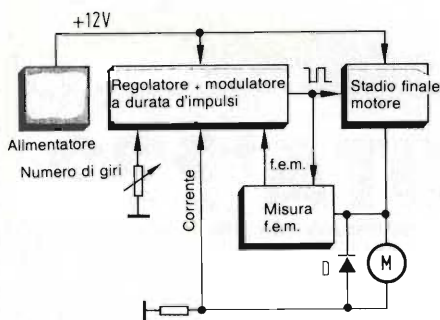 +12V
Regolatore + modulatore
a durata d'impulsi
Stadio finale
motore
Alimentatore
Numero di giri
Corrente
f.e.m.
Misura
f.e.m.
D
M